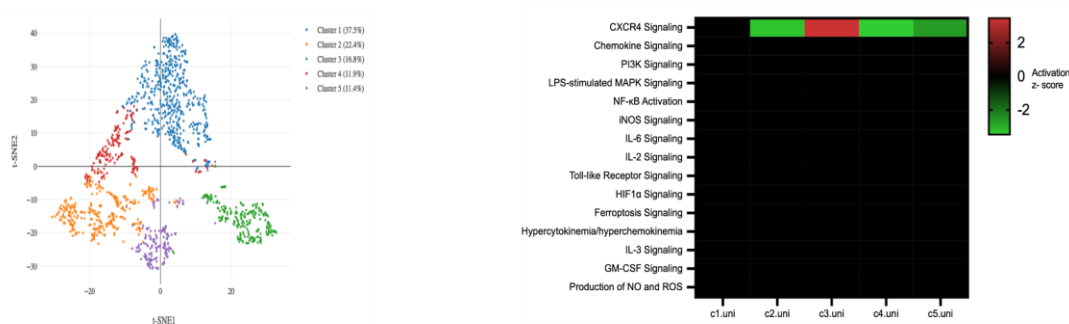 40
30
20
10
0
−10
−20
−30
−20
0
20
t-SNE2
t-SNE1
Cluster 1 (37.5%)
Cluster 2 (22.4%)
Cluster 3 (16.8%)
Cluster 4 (11.9%)
Cluster 5 (11.4%)
CXCR4 Signaling
Chemokine Signaling
PI3K Signaling
LPS-stimulated MAPK Signaling
NF-κB Activation
iNOS Signaling
IL-6 Signaling
IL-2 Signaling
Toll-like Receptor Signaling
HIF1α Signaling
Ferroptosis Signaling
Hypercytokinemia/hyperchemokinemia
IL-3 Signaling
GM-CSF Signaling
Production of NO and ROS
c1.uni
c2.uni
c3.uni
c4.uni
c5.uni
2
0
-2
Activation
z- score